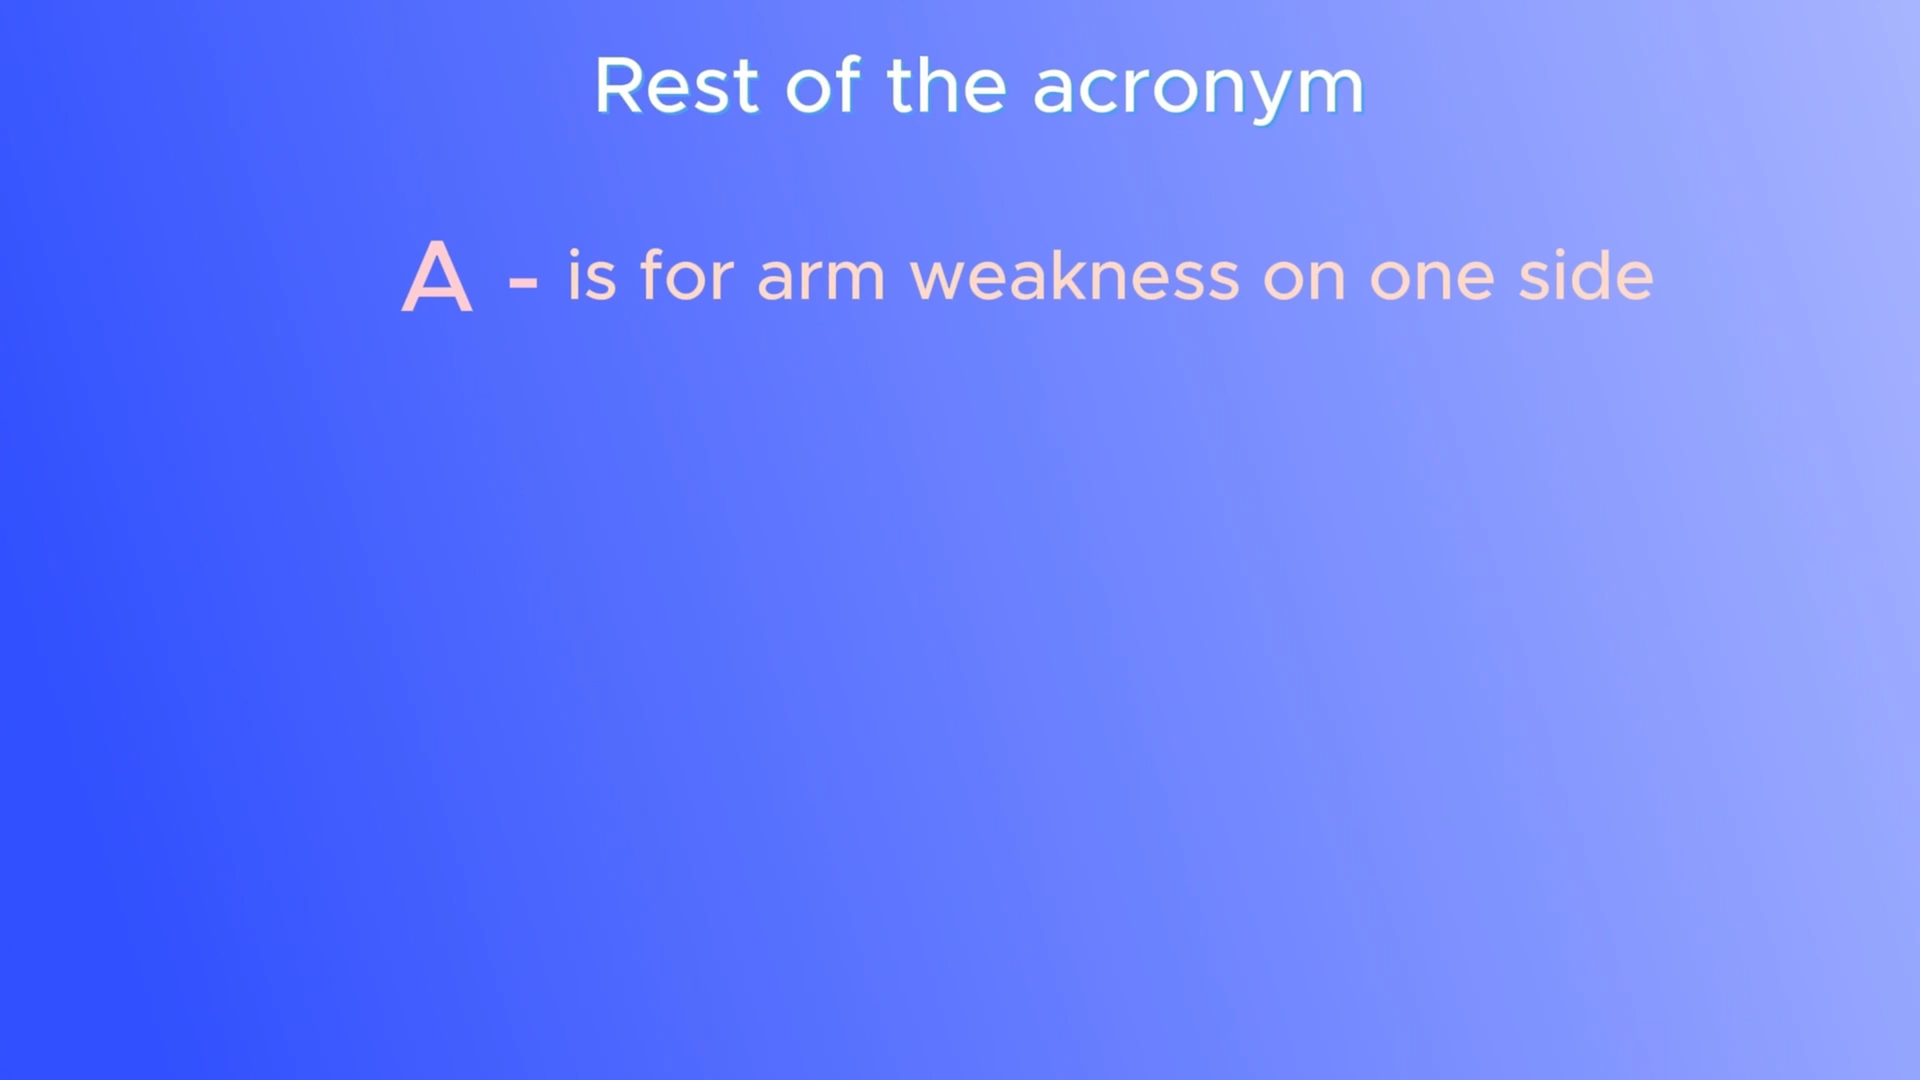 Rest of the acronym
A - is for arm weakness on one side